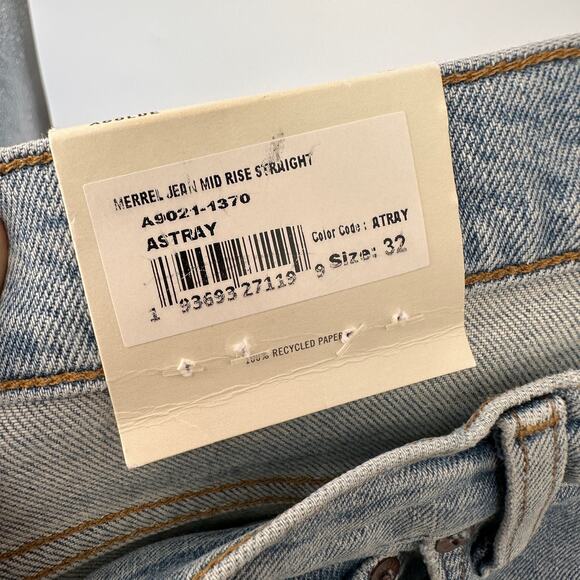 MERREL JEAN MID RISE STRAIGHT
A9021-1370
ASTRAY
Color Code : ATRAY
Size: 32
1 93693 27119 9
100% RECYCLED PAPER